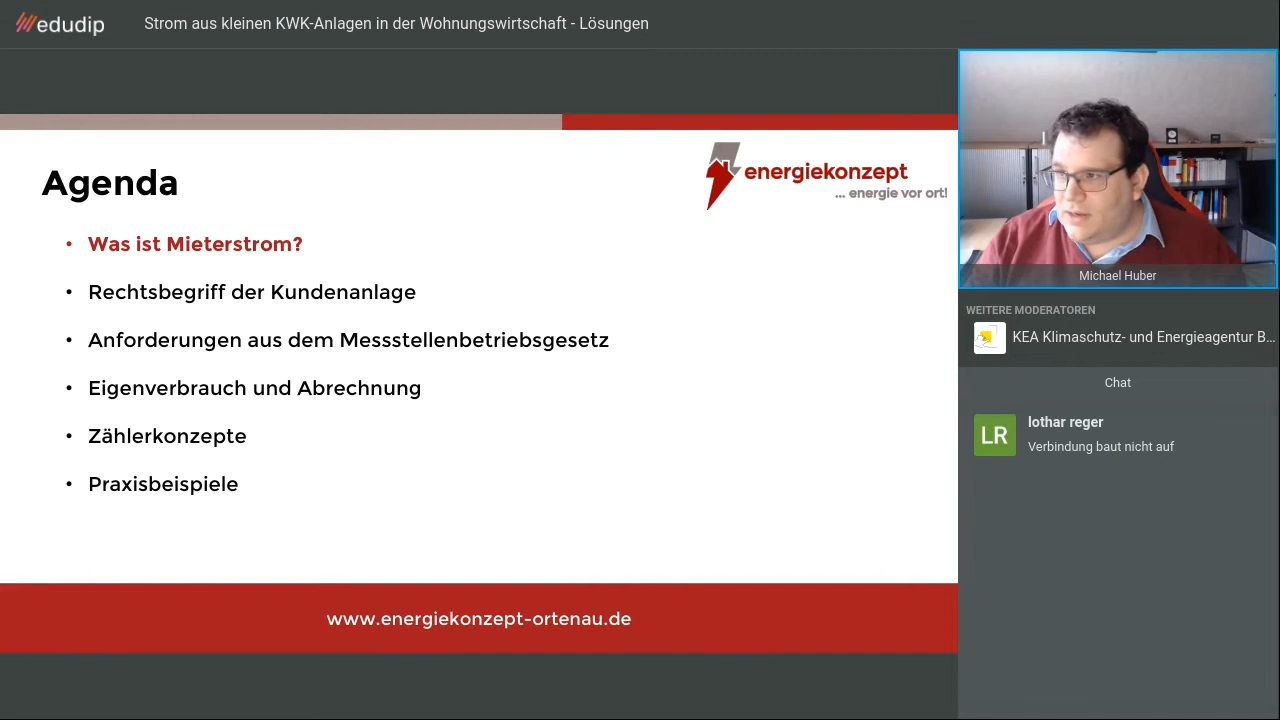 edudip
Strom aus kleinen KWK-Anlagen in der Wohnungswirtschaft - Lösungen
Agenda
energiekonzept
... energie vor ort!
• Was ist Mieterstrom?
• Rechtsbegriff der Kundenanlage
• Anforderungen aus dem Messstellenbetriebsgesetz
• Eigenverbrauch und Abrechnung
• Zählerkonzepte
• Praxisbeispiele
www.energiekonzept-ortenau.de
Michael Huber
WEITERE MODERATOREN
KEA Klimaschutz- und Energieagentur B...
Chat
LR
lothar reger
Verbindung baut nicht auf